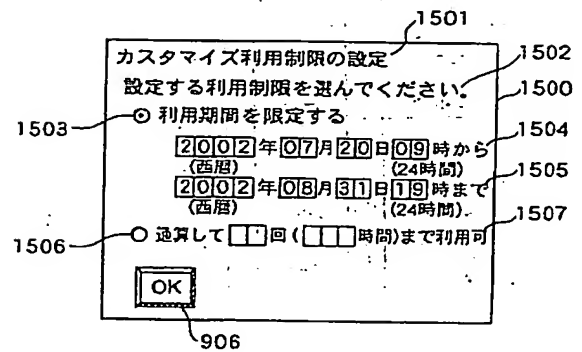 1501
カスタマイズ利用制限の設定
1502
設定する利用制限を選んでください。
1500
1503
利用期間を限定する
1504
2002年07月20日09時から
(西暦) (24時間)
1505
2002年08月31日19時まで
(西暦) (24時間)
1507
1506
通算して 回( 時間)まで利用可
OK
906